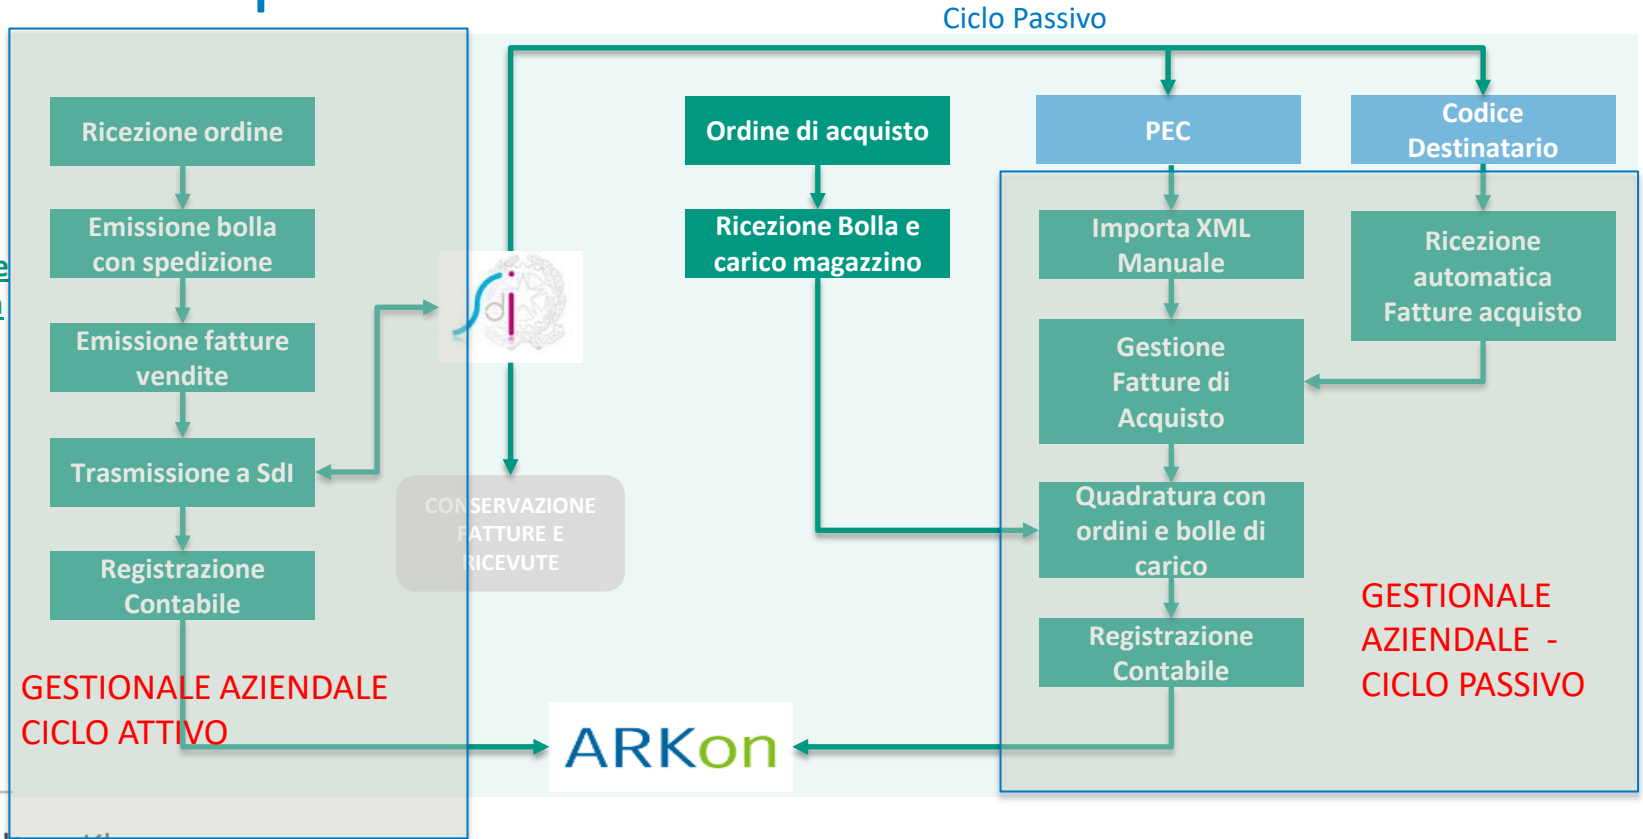 Ciclo Passivo
Ricezione ordine
Emissione bolla
con spedizione
Emissione fatture
vendite
Trasmissione a SdI
Registrazione
Contabile
GESTIONALE AZIENDALE
CICLO ATTIVO
SdI
CONSERVAZIONE
FATTURE E
RICEVUTE
Ordine di acquisto
Ricezione Bolla e
carico magazzino
PEC
Codice
Destinatario
Importa XML
Manuale
Ricezione
automatica
Fatture acquisto
Gestione
Fatture di
Acquisto
Quadratura con
ordini e bolle di
carico
Registrazione
Contabile
GESTIONALE
AZIENDALE -
CICLO PASSIVO
ARKon